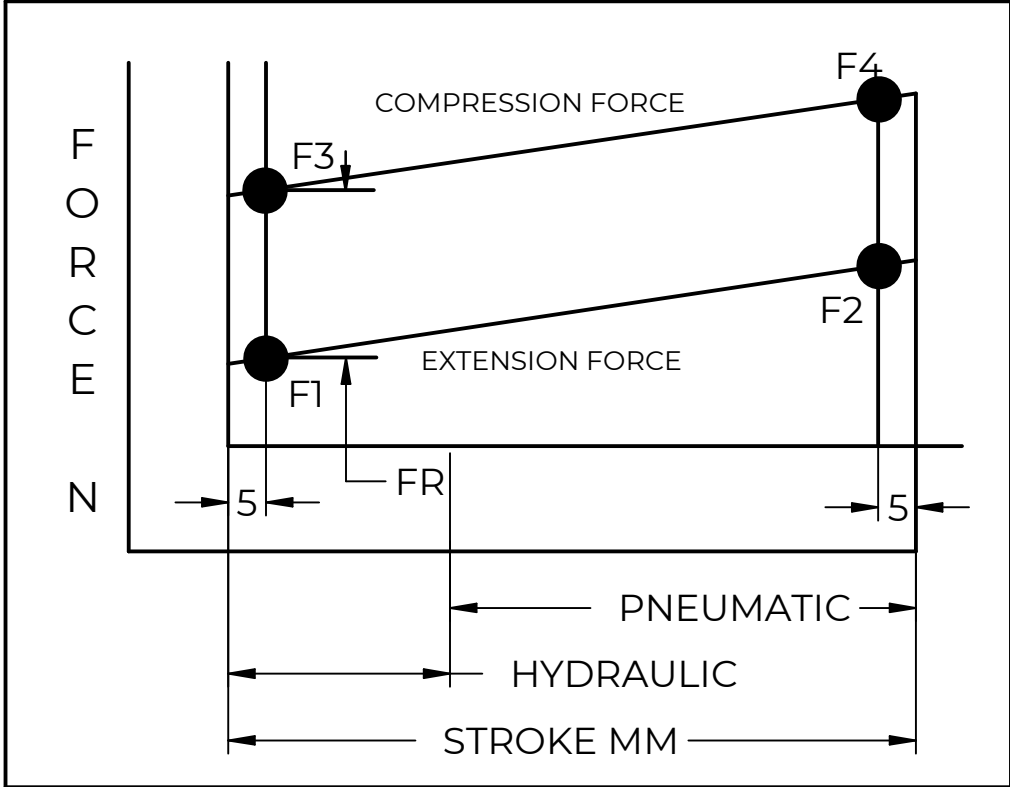 F4
COMPRESSION FORCE
F3
F
O
R
C
E
N
F2
EXTENSION FORCE
F1
FR
5
5
PNEUMATIC
HYDRAULIC
STROKE MM